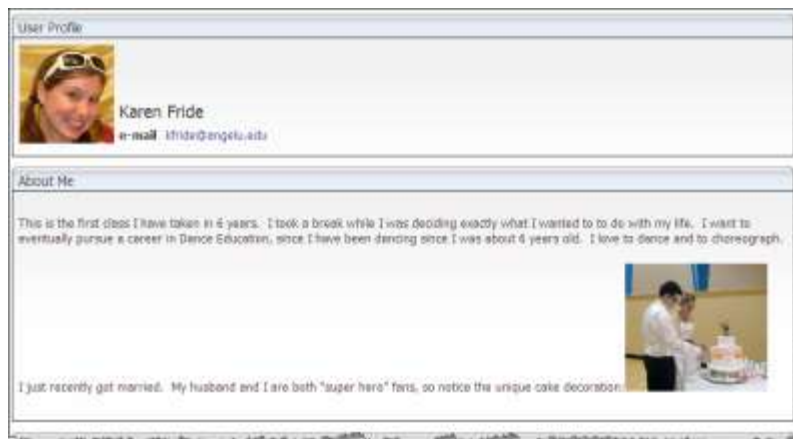 User Profile
Karen Fride
e-mail kfride@angelu.edu
About Me
This is the first class I have taken in 6 years. I took a break while I was deciding exactly what I wanted to to do with my life. I want to
eventually pursue a career in Dance Education, since I have been dancing since I was about 6 years old. I love to dance and to choreograph.
I just recently got married. My husband and I are both "super hero" fans, so notice the unique cake decoration